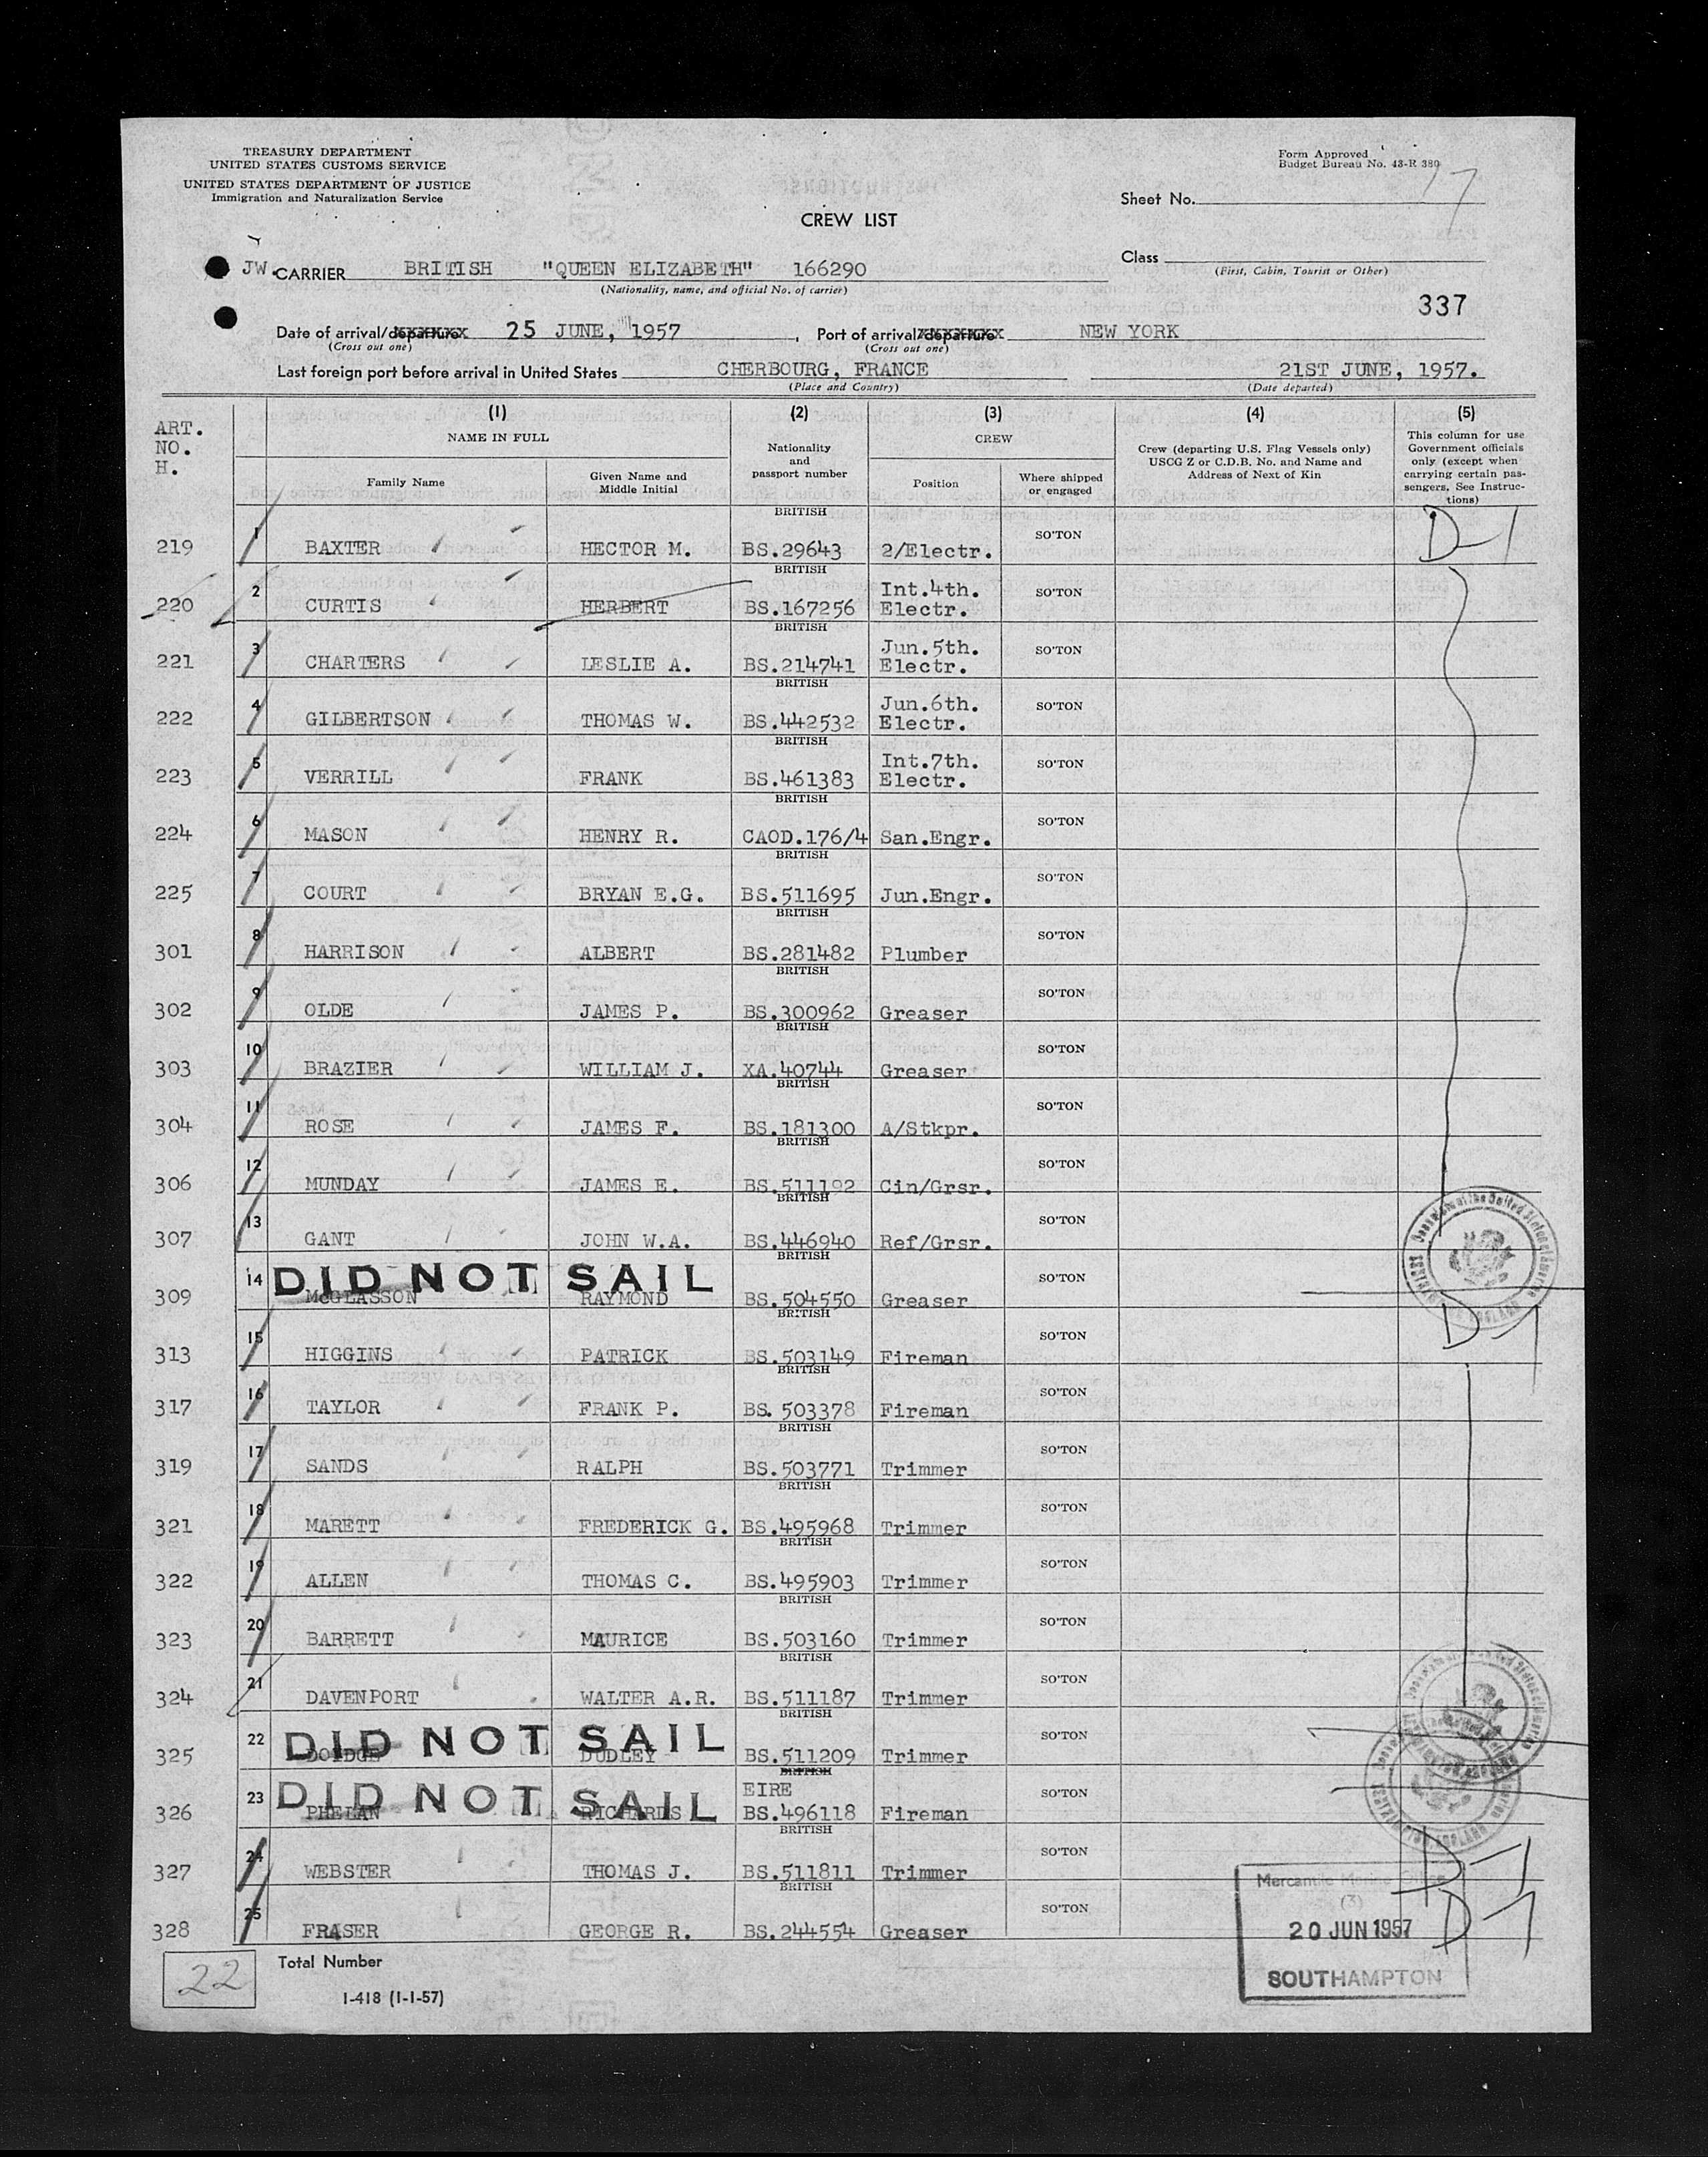 TREASURY DEPARTMENT
UNITED STATES CUSTOMS SERVICE
UNITED STATES DEPARTMENT OF JUSTICE
Immigration and Naturalization Service
Form Approved
Budget Bureau No. 43-R 380
Sheet No. 17
CREW LIST
Class
(First, Cabin, Tourist or Other)
JW. CARRIER BRITISH "QUEEN ELIZABETH" 166290
(Nationality, name, and official No. of carrier)
337
Date of arrival/departure 25 JUNE, 1957, Port of arrival/departure NEW YORK
(Cross out one) (Cross out one)
Last foreign port before arrival in United States CHERBOURG, FRANCE 21ST JUNE, 1957.
(Place and Country) (Date departed)
ART. NO. H.
(1) (2) (3) (4) (5)
NAME IN FULL
Family Name
Given Name and Middle Initial
Nationality and passport number
CREW
Position
Where shipped or engaged
Crew (departing U.S. Flag Vessels only) USCG Z or C.D.B. No. and Name and Address of Next of Kin
This column for use Government officials only (except when carrying certain passengers. See Instructions)
219 1 BAXTER HECTOR M. BRITISH BS.29643 2/Electr. SO'TON D-1
220 2 CURTIS HERBERT BRITISH BS.167256 Int.4th. Electr. SO'TON
221 3 CHARTERS LESLIE A. BRITISH BS.214741 Jun.5th. Electr. SO'TON
222 4 GILBERTSON THOMAS W. BRITISH BS.442532 Jun.6th. Electr. SO'TON
223 5 VERRILL FRANK BRITISH BS.461383 Int.7th. Electr. SO'TON
224 6 MASON HENRY R. BRITISH CAOD.176/4 San.Engr. SO'TON
225 7 COURT BRYAN E.G. BRITISH BS.511695 Jun.Engr. SO'TON
301 8 HARRISON ALBERT BRITISH BS.281482 Plumber SO'TON
302 9 OLDE JAMES P. BRITISH BS.300962 Greaser SO'TON
303 10 BRAZIER WILLIAM J. BRITISH XA.40744 Greaser SO'TON
304 11 ROSE JAMES F. BRITISH BS.181300 A/Stkpr. SO'TON
306 12 MUNDAY JAMES E. BRITISH BS.511192 Cin/Grsr. SO'TON
307 13 GANT JOHN W.A. BRITISH BS.446940 Ref/Grsr. SO'TON
309 14 McGLASSON RAYMOND BRITISH BS.504550 Greaser SO'TON
DID NOT SAIL
313 15 HIGGINS PATRICK BRITISH BS.503149 Fireman SO'TON D-1
317 16 TAYLOR FRANK P. BRITISH BS. 503378 Fireman SO'TON
319 17 SANDS RALPH BRITISH BS.503771 Trimmer SO'TON
321 18 MARETT FREDERICK G. BRITISH BS.495968 Trimmer SO'TON
322 19 ALLEN THOMAS C. BRITISH BS.495903 Trimmer SO'TON
323 20 BARRETT MAURICE BRITISH BS.503160 Trimmer SO'TON
324 21 DAVENPORT WALTER A.R. BRITISH BS.511187 Trimmer SO'TON
325 22 DUDLEY BRITISH BS.511209 Trimmer SO'TON
DID NOT SAIL
326 23 PHELAN RICHARD S BRITISH EIRE BS.496118 Fireman SO'TON
DID NOT SAIL
327 24 WEBSTER THOMAS J. BRITISH BS.511811 Trimmer SO'TON D-1
328 25 FRASER GEORGE R. BRITISH BS.244554 Greaser SO'TON D-1
22 Total Number
I-418 (1-1-57)
Mercantile Marine Office
(3)
20 JUN 1957
SOUTHAMPTON